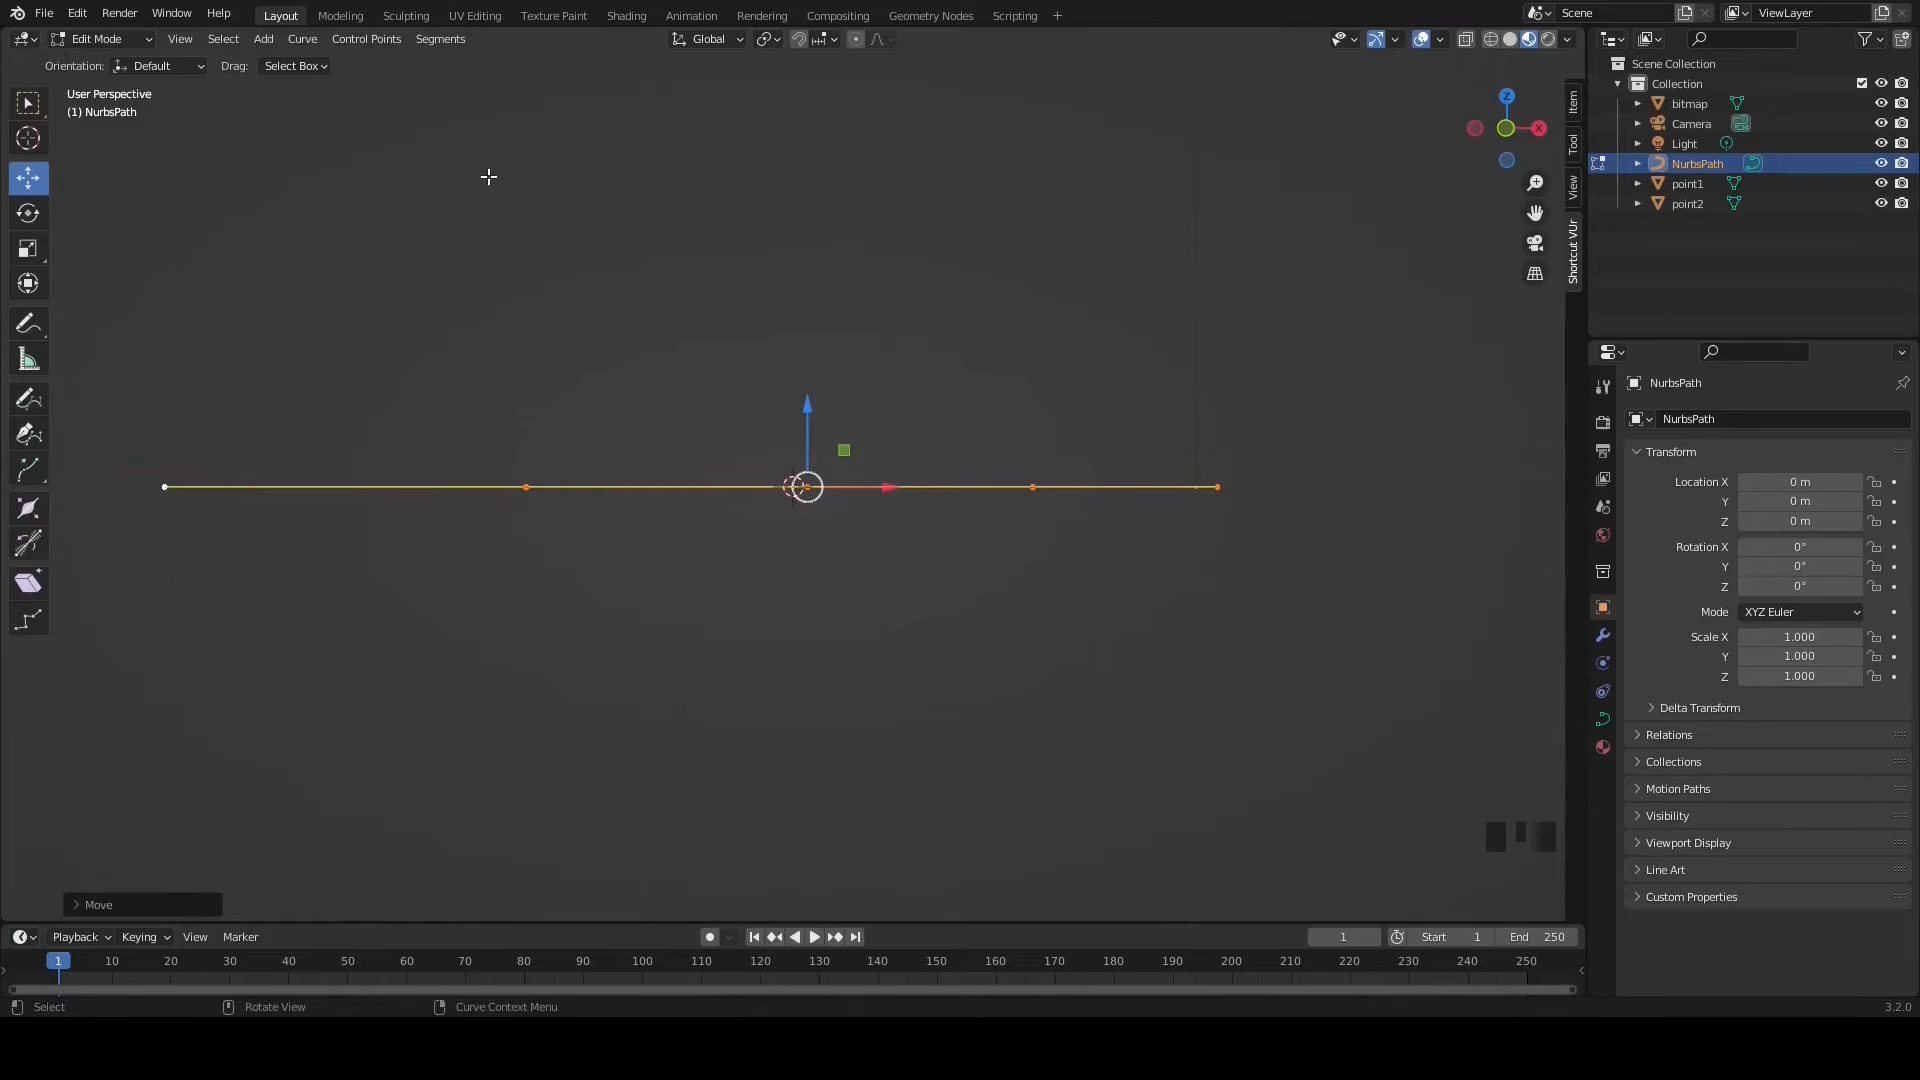 File Edit Render Window Help Layout Modeling Sculpting UV Editing Texture Paint Shading Animation Rendering Compositing Geometry Nodes Scripting + Scene ViewLayer
Edit Mode View Select Add Curve Control Points Segments Global
Orientation: Default Drag: Select Box
User Perspective
(1) NurbsPath
Z
X
Item
Tool
View
Shortcut VUr
Scene Collection
Collection
bitmap
Camera
Light
NurbsPath
point1
point2
NurbsPath
NurbsPath
Transform
Location X 0 m
Y 0 m
Z 0 m
Rotation X 0°
Y 0°
Z 0°
Mode XYZ Euler
Scale X 1.000
Y 1.000
Z 1.000
Delta Transform
Relations
Collections
Motion Paths
Visibility
Viewport Display
Line Art
Custom Properties
Move
Playback Keying View Marker 1 Start 1 End 250
1 10 20 30 40 50 60 70 80 90 100 110 120 130 140 150 160 170 180 190 200 210 220 230 240 250
Select Rotate View Curve Context Menu 3.2.0